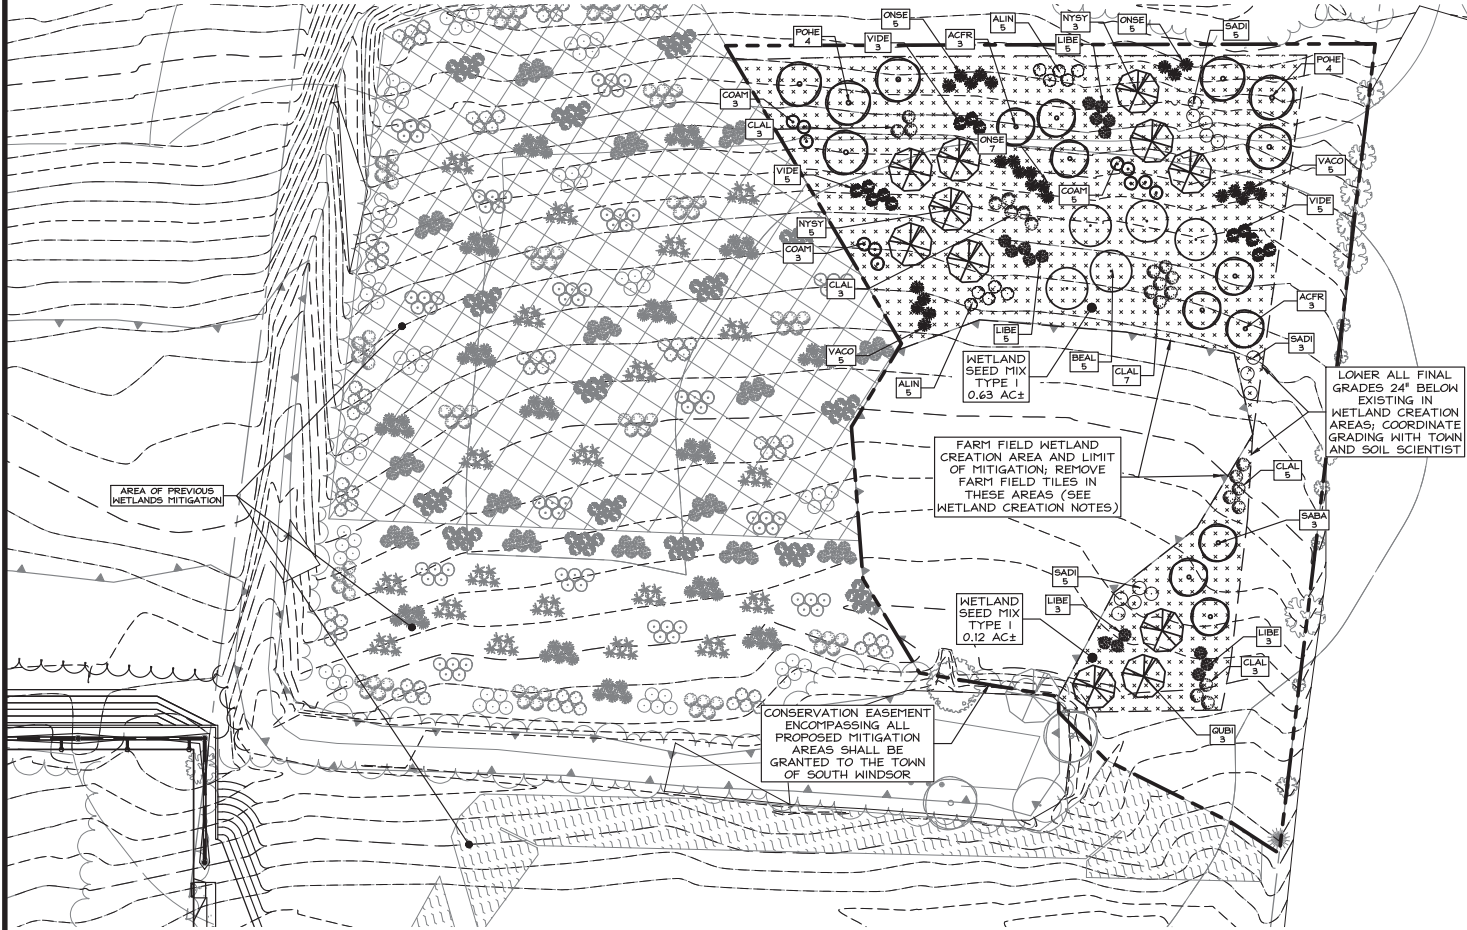 ONSE
5
ALIN
5
NYSY
3
ONSE
5
SADI
5
POHE
4
VIDE
3
ACFR
3
LIBE
5
POHE
4
COAM
3
CLAL
3
ONSE
7
VACO
5
VIDE
5
COAM
5
VIDE
5
NYSY
5
COAM
3
CLAL
3
ACFR
3
LIBE
5
SADI
3
VACO
5
WETLAND
SEED MIX
TYPE 1
0.63 AC±
BEAL
5
CLAL
7
ALIN
5
LOWER ALL FINAL
GRADES 24" BELOW
EXISTING IN
WETLAND CREATION
AREAS; COORDINATE
GRADING WITH TOWN
AND SOIL SCIENTIST
FARM FIELD WETLAND
CREATION AREA AND LIMIT
OF MITIGATION; REMOVE
FARM FIELD TILES IN
THESE AREAS (SEE
WETLAND CREATION NOTES)
CLAL
5
AREA OF PREVIOUS
WETLANDS MITIGATION
SABA
3
SADI
5
LIBE
3
WETLAND
SEED MIX
TYPE 1
0.12 AC±
LIBE
3
CLAL
3
CONSERVATION EASEMENT
ENCOMPASSING ALL
PROPOSED MITIGATION
AREAS SHALL BE
GRANTED TO THE TOWN
OF SOUTH WINDSOR
QUBI
3